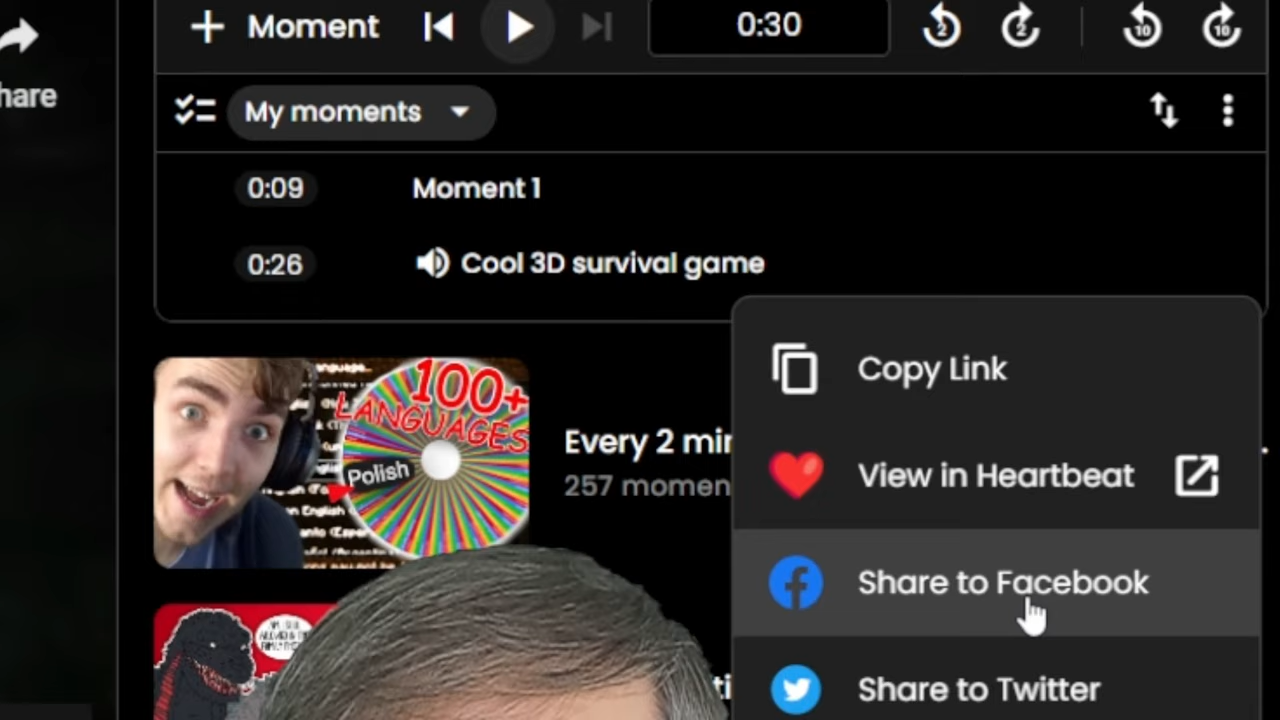 + Moment
0:30
2
2
10
10
hare
My moments
0:09 Moment 1
0:26 Cool 3D survival game
Copy Link
100+
LANGUAGES
Polish
Every 2 min
257 momen
View in Heartbeat
Share to Facebook
Share to Twitter